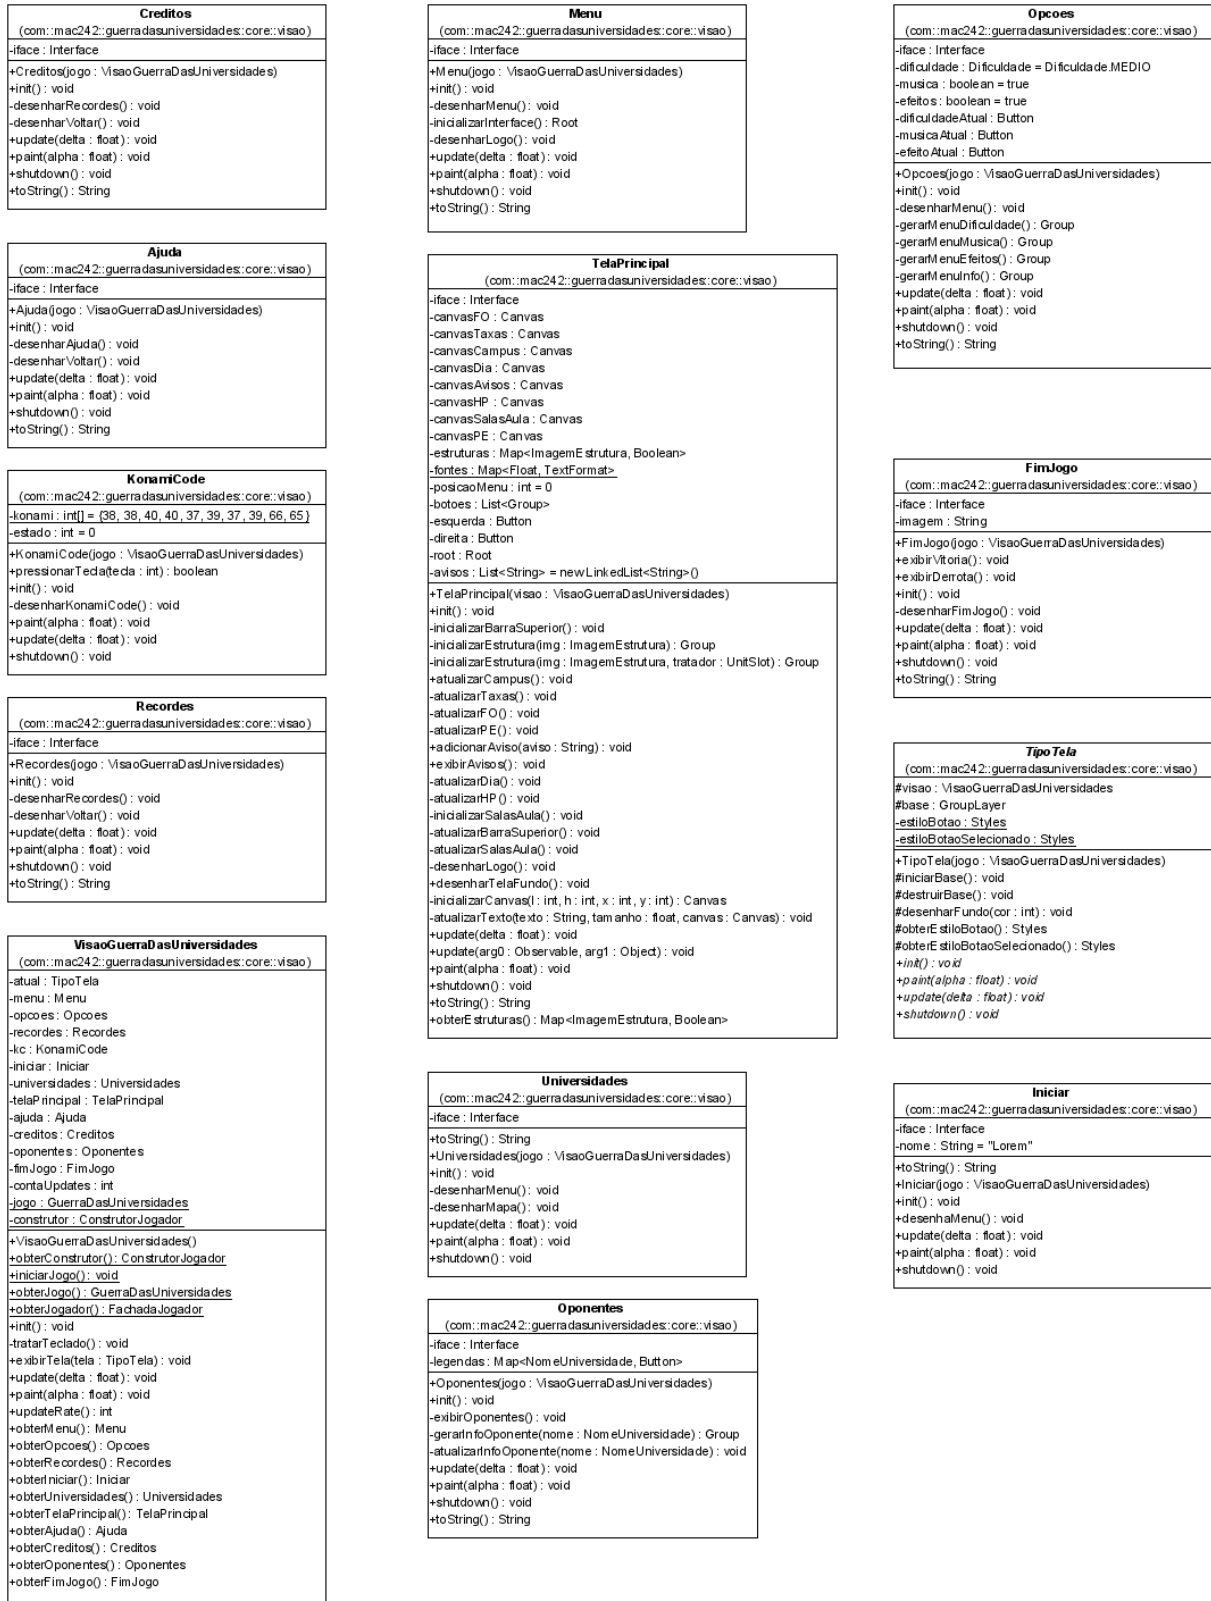 Creditos
(com::mac242::guerradasuniversidades::core::visao)
-iface : Interface
+Creditos(jogo : VisaoGuerraDasUniversidades)
+init() : void
-desenharRecordes() : void
-desenharVoltar() : void
+update(delta : float) : void
+paint(alpha : float) : void
+shutdown() : void
+toString() : String
Ajuda
(com::mac242::guerradasuniversidades::core::visao)
-iface : Interface
+Ajuda(jogo : VisaoGuerraDasUniversidades)
+init() : void
-desenharAjuda() : void
-desenharVoltar() : void
+update(delta : float) : void
+paint(alpha : float) : void
+shutdown() : void
+toString() : String
KonamiCode
(com::mac242::guerradasuniversidades::core::visao)
-konami : int[] = {38, 38, 40, 40, 37, 39, 37, 39, 66, 65 }
-estado : int = 0
+KonamiCode(jogo : VisaoGuerraDasUniversidades)
+pressionarTecla(tecla : int) : boolean
+init() : void
-desenharKonamiCode() : void
+paint(alpha : float) : void
+update(delta : float) : void
+shutdown() : void
Recordes
(com::mac242::guerradasuniversidades::core::visao)
-iface : Interface
+Recordes(jogo : VisaoGuerraDasUniversidades)
+init() : void
-desenharRecordes() : void
-desenharVoltar() : void
+update(delta : float) : void
+paint(alpha : float) : void
+shutdown() : void
+toString() : String
VisaoGuerraDasUniversidades
(com::mac242::guerradasuniversidades::core::visao)
-atual : TipoTela
-menu : Menu
-opcoes : Opcoes
-recordes : Recordes
-kc : KonamiCode
-iniciar : Iniciar
-universidades : Universidades
-telaPrincipal : TelaPrincipal
-ajuda : Ajuda
-creditos : Creditos
-oponentes : Oponentes
-fimJogo : FimJogo
-contaUpdates : int
-jogo : GuerraDasUniversidades
-construtor : ConstrutorJogador
+VisaoGuerraDasUniversidades()
+obterConstrutor() : ConstrutorJogador
+iniciarJogo() : void
+obterJogo() : GuerraDasUniversidades
+obterJogador() : FachadaJogador
+init() : void
-tratarTeclado() : void
+exibirTela(tela : TipoTela) : void
+update(delta : float) : void
+paint(alpha : float) : void
+updateRate() : int
+obterMenu() : Menu
+obterOpcoes() : Opcoes
+obterRecordes() : Recordes
+obterIniciar() : Iniciar
+obterUniversidades() : Universidades
+obterTelaPrincipal() : TelaPrincipal
+obterAjuda() : Ajuda
+obterCreditos() : Creditos
+obterOponentes() : Oponentes
+obterFimJogo() : FimJogo
Menu
(com::mac242::guerradasuniversidades::core::visao)
-iface : Interface
+Menu(jogo : VisaoGuerraDasUniversidades)
+init() : void
-desenharMenu() : void
-inicializarInterface() : Root
-desenharLogo() : void
+update(delta : float) : void
+paint(alpha : float) : void
+shutdown() : void
+toString() : String
TelaPrincipal
(com::mac242::guerradasuniversidades::core::visao)
-iface : Interface
-canvasFO : Canvas
-canvasTaxas : Canvas
-canvasCampus : Canvas
-canvasDia : Canvas
-canvasAvisos : Canvas
-canvasHP : Canvas
-canvasSalasAula : Canvas
-canvasPE : Canvas
-estruturas : Map<ImagemEstrutura, Boolean>
-fontes : Map<Float, TextFormat>
-posicaoMenu : int = 0
-botoes : List<Group>
-esquerda : Button
-direita : Button
-root : Root
-avisos : List<String> = new LinkedList<String>()
+TelaPrincipal(visao : VisaoGuerraDasUniversidades)
+init() : void
-inicializarBarraSuperior() : void
-inicializarEstrutura(img : ImagemEstrutura) : Group
-inicializarEstrutura(img : ImagemEstrutura, tratador : UnitSlot) : Group
+atualizarCampus() : void
-atualizarTaxas() : void
-atualizarFO() : void
-atualizarPE() : void
+adicionarAviso(aviso : String) : void
+exibirAvisos() : void
-atualizarDia() : void
-atualizarHP() : void
-inicializarSalasAula() : void
-atualizarBarraSuperior() : void
-atualizarSalasAula() : void
-desenharLogo() : void
+desenharTelaFundo() : void
-inicializarCanvas(l : int, h : int, x : int, y : int) : Canvas
-atualizarTexto(texto : String, tamanho : float, canvas : Canvas) : void
+update(delta : float) : void
+update(arg0 : Observable, arg1 : Object) : void
+paint(alpha : float) : void
+shutdown() : void
+toString() : String
+obterEstruturas() : Map<ImagemEstrutura, Boolean>
Universidades
(com::mac242::guerradasuniversidades::core::visao)
-iface : Interface
+toString() : String
+Universidades(jogo : VisaoGuerraDasUniversidades)
+init() : void
-desenharMenu() : void
-desenharMapa() : void
+update(delta : float) : void
+paint(alpha : float) : void
+shutdown() : void
Oponentes
(com::mac242::guerradasuniversidades::core::visao)
-iface : Interface
-legendas : Map<NomeUniversidade, Button>
+Oponentes(jogo : VisaoGuerraDasUniversidades)
+init() : void
-exibirOponentes() : void
-gerarInfoOponente(nome : NomeUniversidade) : Group
-atualizarInfoOponente(nome : NomeUniversidade) : void
+update(delta : float) : void
+paint(alpha : float) : void
+shutdown() : void
+toString() : String
Opcoes
(com::mac242::guerradasuniversidades::core::visao)
-iface : Interface
-dificuldade : Dificuldade = Dificuldade.MEDIO
-musica : boolean = true
-efeitos : boolean = true
-dificuldadeAtual : Button
-musicaAtual : Button
-efeitoAtual : Button
+Opcoes(jogo : VisaoGuerraDasUniversidades)
+init() : void
-desenharMenu() : void
-gerarMenuDificuldade() : Group
-gerarMenuMusica() : Group
-gerarMenuEfeitos() : Group
-gerarMenuInfo() : Group
+update(delta : float) : void
+paint(alpha : float) : void
+shutdown() : void
+toString() : String
FimJogo
(com::mac242::guerradasuniversidades::core::visao)
-iface : Interface
-imagem : String
+FimJogo(jogo : VisaoGuerraDasUniversidades)
+exibirVitoria() : void
+exibirDerrota() : void
+init() : void
-desenharFimJogo() : void
+update(delta : float) : void
+paint(alpha : float) : void
+shutdown() : void
+toString() : String
TipoTela
(com::mac242::guerradasuniversidades::core::visao)
#visao : VisaoGuerraDasUniversidades
#base : GroupLayer
-estiloBotao : Styles
-estiloBotaoSelecionado : Styles
+TipoTela(jogo : VisaoGuerraDasUniversidades)
#iniciarBase() : void
#destruirBase() : void
#desenharFundo(cor : int) : void
#obterEstiloBotao() : Styles
#obterEstiloBotaoSelecionado() : Styles
+init() : void
+paint(alpha : float) : void
+update(delta : float) : void
+shutdown() : void
Iniciar
(com::mac242::guerradasuniversidades::core::visao)
-iface : Interface
-nome : String = "Lorem"
+toString() : String
+Iniciar(jogo : VisaoGuerraDasUniversidades)
+init() : void
+desenhaMenu() : void
+update(delta : float) : void
+paint(alpha : float) : void
+shutdown() : void